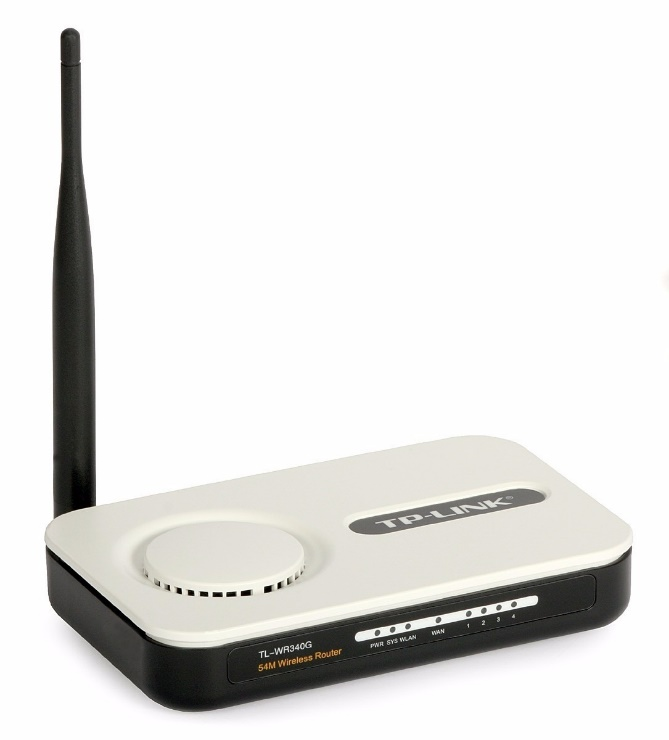 TP-LINK®
TL-WR340G
54M Wireless Router
PWR SYS WLAN WAN 1 2 3 4